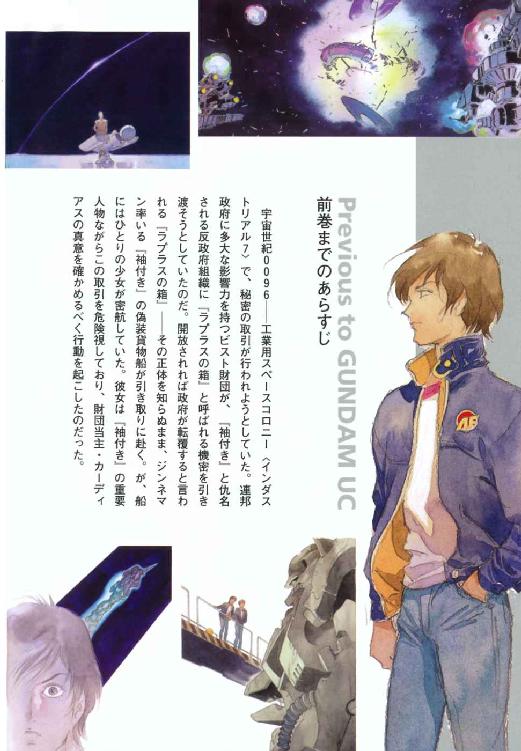 Previous to GUNDAM UC
前巻までのあらすじ
宇宙世紀0096――工業用スペースコロニー〈インダス
トリアル7〉で、秘密の取引が行われようとしていた。連邦
政府に多大な影響力を持つビスト財団が、『袖付き』と仇名
される反政府組織に『ラプラスの箱』と呼ばれる機密を引き
渡そうとしていたのだ。開放されれば政府が転覆すると言わ
れる『ラプラスの箱』――その正体を知らぬまま、ジンネマ
ン率いる『袖付き』の偽装貨物船が引き取りに赴く。が、船
にはひとりの少女が密航していた。彼女は『袖付き』の重要
人物ながらこの取引を危険視しており、財団当主・カーディ
アスの真意を確かめるべく行動を起こしたのだった。